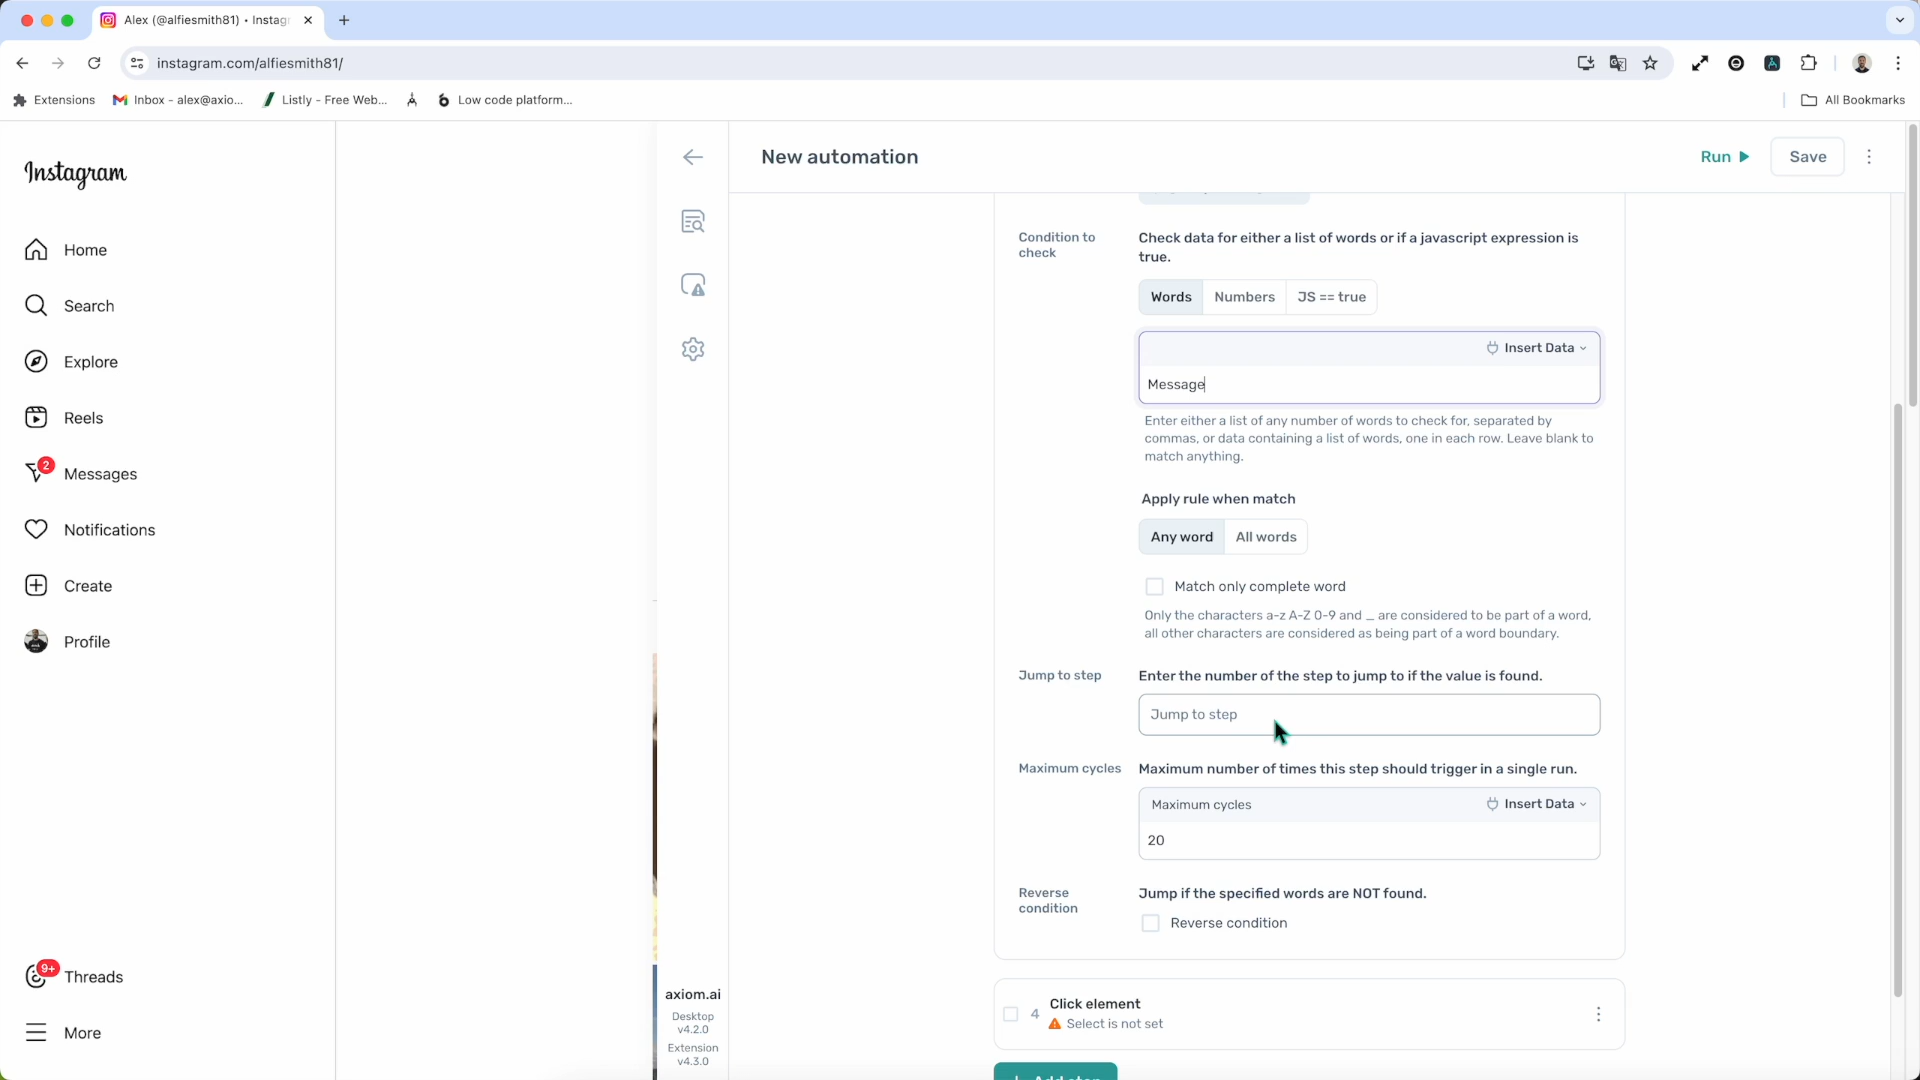 Alex (@alfiesmith81) • Instagr
instagram.com/alfiesmith81/
Extensions
Inbox - alex@axio...
Listly - Free Web...
Low code platform...
All Bookmarks
Instagram
Home
Search
Explore
Reels
2
Messages
Notifications
Create
Profile
9+
Threads
More
axiom.ai
Desktop
v4.2.0
Extension
v4.3.0
New automation
Run
Save
Condition to
check
Check data for either a list of words or if a javascript expression is
true.
Words
Numbers
JS == true
Insert Data
Message
Enter either a list of any number of words to check for, separated by
commas, or data containing a list of words, one in each row. Leave blank to
match anything.
Apply rule when match
Any word
All words
Match only complete word
Only the characters a-z A-Z 0-9 and _ are considered to be part of a word,
all other characters are considered as being part of a word boundary.
Jump to step
Enter the number of the step to jump to if the value is found.
Jump to step
Maximum cycles
Maximum number of times this step should trigger in a single run.
Maximum cycles
Insert Data
20
Reverse
condition
Jump if the specified words are NOT found.
Reverse condition
4
Click element
Select is not set
Add step